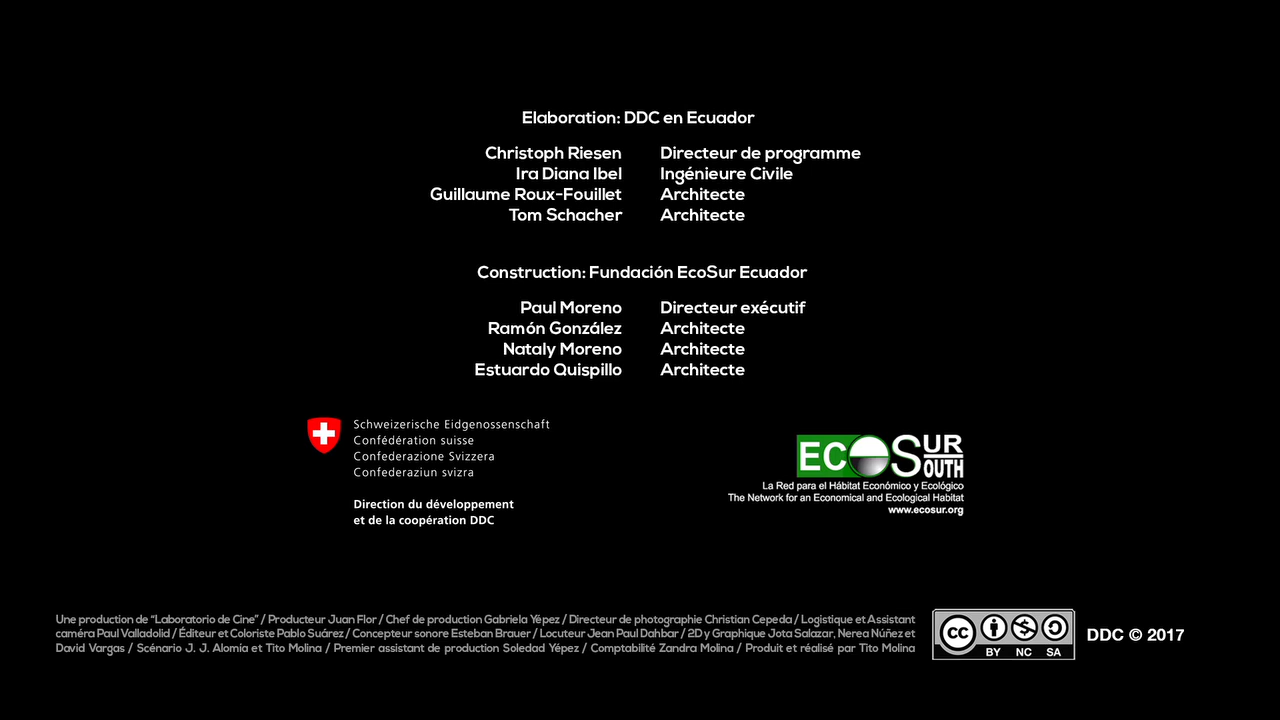 Elaboration: DDC en Ecuador
Christoph Riesen Directeur de programme
Ira Diana Ibel Ingénieure Civile
Guillaume Roux-Fouillet Architecte
Tom Schacher Architecte
Construction: Fundación EcoSur Ecuador
Paul Moreno Directeur exécutif
Ramón González Architecte
Nataly Moreno Architecte
Estuardo Quispillo Architecte
Schweizerische Eidgenossenschaft
Confédération suisse
Confederazione Svizzera
Confederaziun svizra
Direction du développement
et de la coopération DDC
ECOSUR
SOUTH
La Red para el Hábitat Económico y Ecológico
The Network for an Economical and Ecological Habitat
www.ecosur.org
Une production de “Laboratorio de Cine” / Producteur Juan Flor / Chef de production Gabriela Yépez / Directeur de photographie Christian Cepeda / Logistique et Assistant
caméra Paul Valladolid / Éditeur et Coloriste Pablo Suárez / Concepteur sonore Esteban Brauer / Locuteur Jean Paul Dahbar / 2D y Graphique Jota Salazar, Nerea Núñez et
David Vargas / Scénario J. J. Alomia et Tito Molina / Premier assistant de production Soledad Yépez / Comptabilité Zandra Molina / Produit et réalisé par Tito Molina
cc
BY NC SA
DDC © 2017